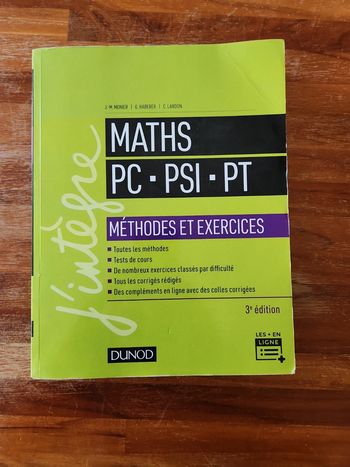 J.-M. MONIER | G. HABERER | C. LARDON
MATHS
PC ▪ PSI ▪ PT
MÉTHODES ET EXERCICES
▪ Toutes les méthodes
▪ Tests de cours
▪ De nombreux exercices classés par difficulté
▪ Tous les corrigés rédigés
▪ Des compléments en ligne avec des colles corrigées
3e édition
j'intègre
LES + EN
LIGNE
DUNOD